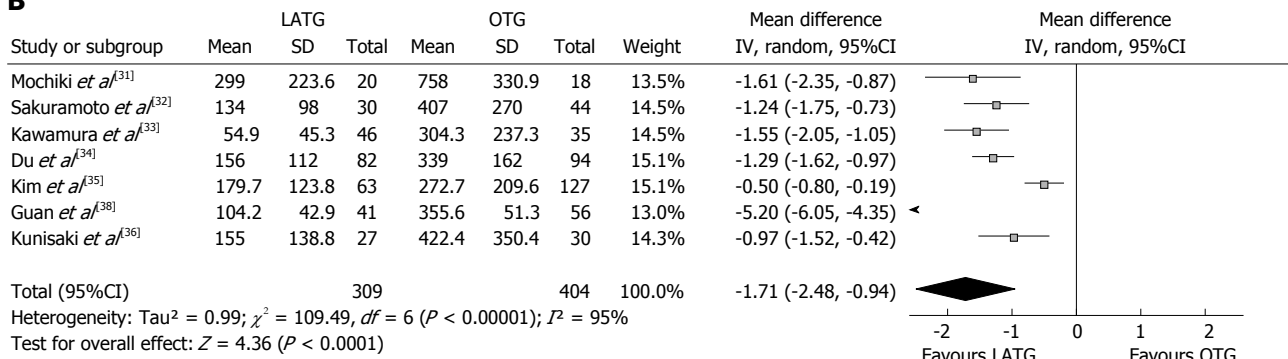 B
LATG OTG Mean difference Mean difference
Study or subgroup Mean SD Total Mean SD Total Weight IV, random, 95%CI IV, random, 95%CI
Mochiki et al[31] 299 223.6 20 758 330.9 18 13.5% -1.61 (-2.35, -0.87)
Sakuramoto et al[32] 134 98 30 407 270 44 14.5% -1.24 (-1.75, -0.73)
Kawamura et al[33] 54.9 45.3 46 304.3 237.3 35 14.5% -1.55 (-2.05, -1.05)
Du et al[34] 156 112 82 339 162 94 15.1% -1.29 (-1.62, -0.97)
Kim et al[35] 179.7 123.8 63 272.7 209.6 127 15.1% -0.50 (-0.80, -0.19)
Guan et al[38] 104.2 42.9 41 355.6 51.3 56 13.0% -5.20 (-6.05, -4.35)
Kunisaki et al[36] 155 138.8 27 422.4 350.4 30 14.3% -0.97 (-1.52, -0.42)
Total (95%CI) 309 404 100.0% -1.71 (-2.48, -0.94)
Heterogeneity: Tau² = 0.99; χ² = 109.49, df = 6 (P < 0.00001); I² = 95%
Test for overall effect: Z = 4.36 (P < 0.0001)
-2 -1 0 1 2
Favours LATG Favours OTG